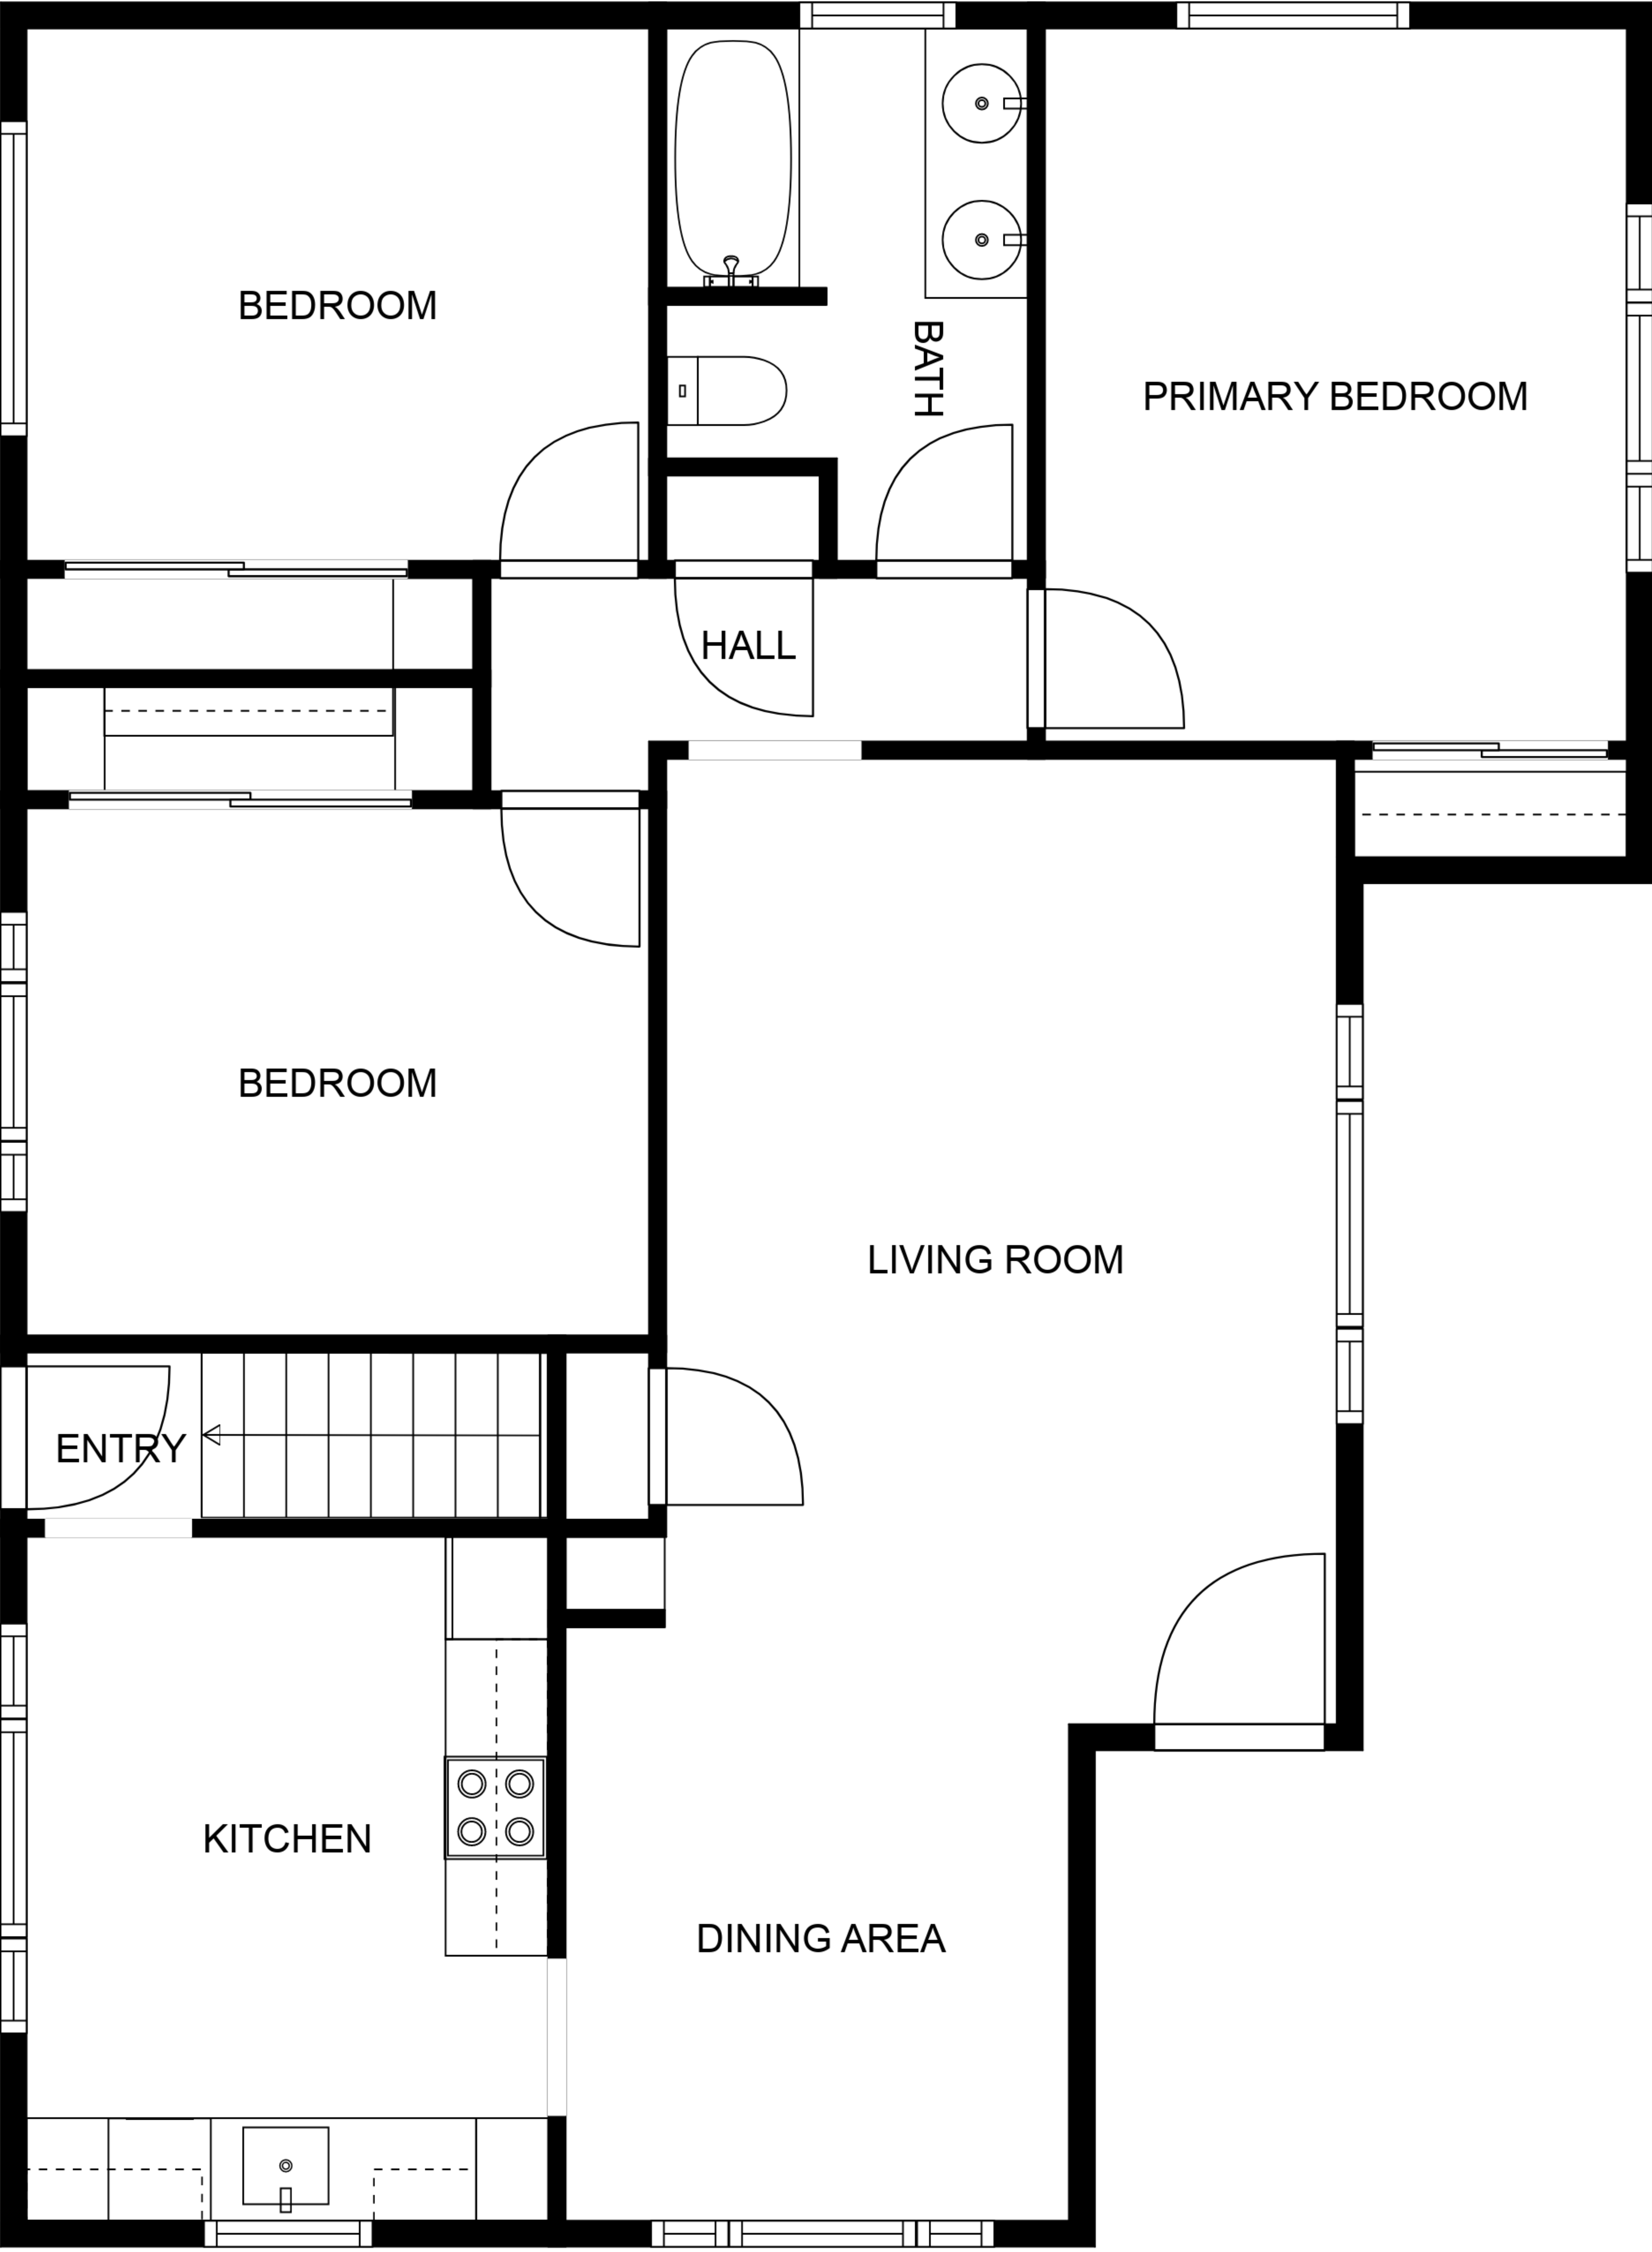 BEDROOM
BATH
PRIMARY BEDROOM
HALL
BEDROOM
LIVING ROOM
ENTRY
KITCHEN
DINING AREA